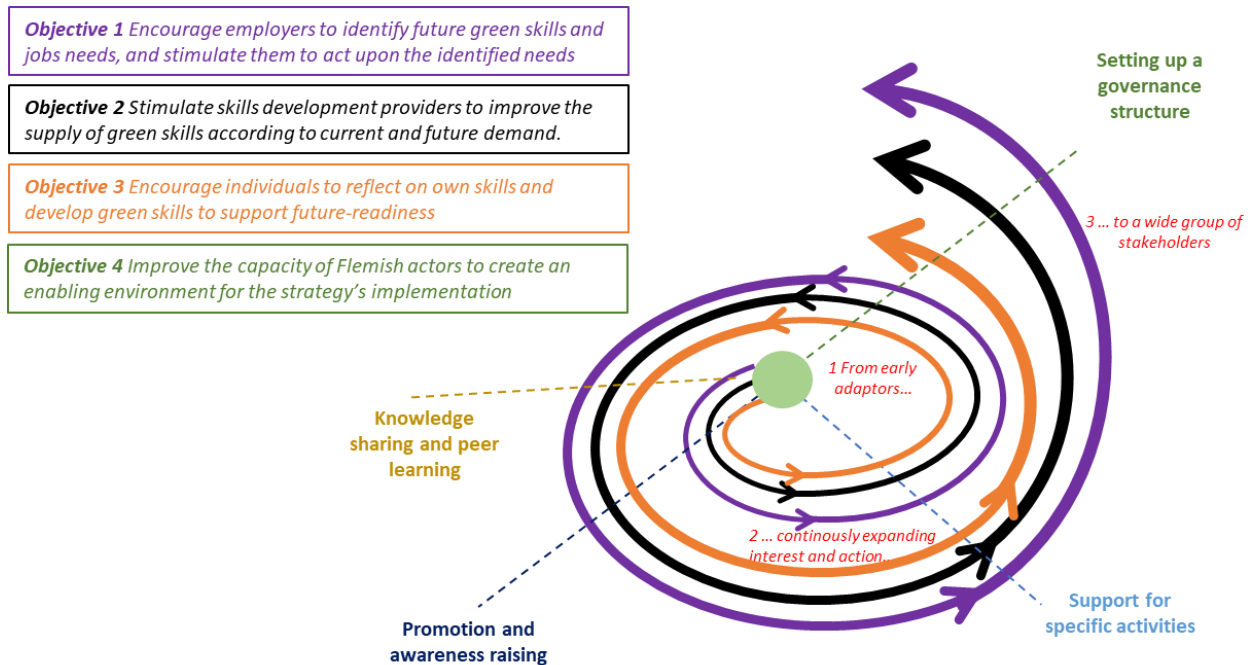 Objective 1 Encourage employers to identify future green skills and
jobs needs, and stimulate them to act upon the identified needs
Objective 2 Stimulate skills development providers to improve the
supply of green skills according to current and future demand.
Objective 3 Encourage individuals to reflect on own skills and
develop green skills to support future-readiness
Objective 4 Improve the capacity of Flemish actors to create an
enabling environment for the strategy’s implementation
Setting up a
governance
structure
3 … to a wide group of
stakeholders
1 From early
adaptors…
Knowledge
sharing and peer
learning
2 … continously expanding
interest and action…
Support for
specific activities
Promotion and
awareness raising